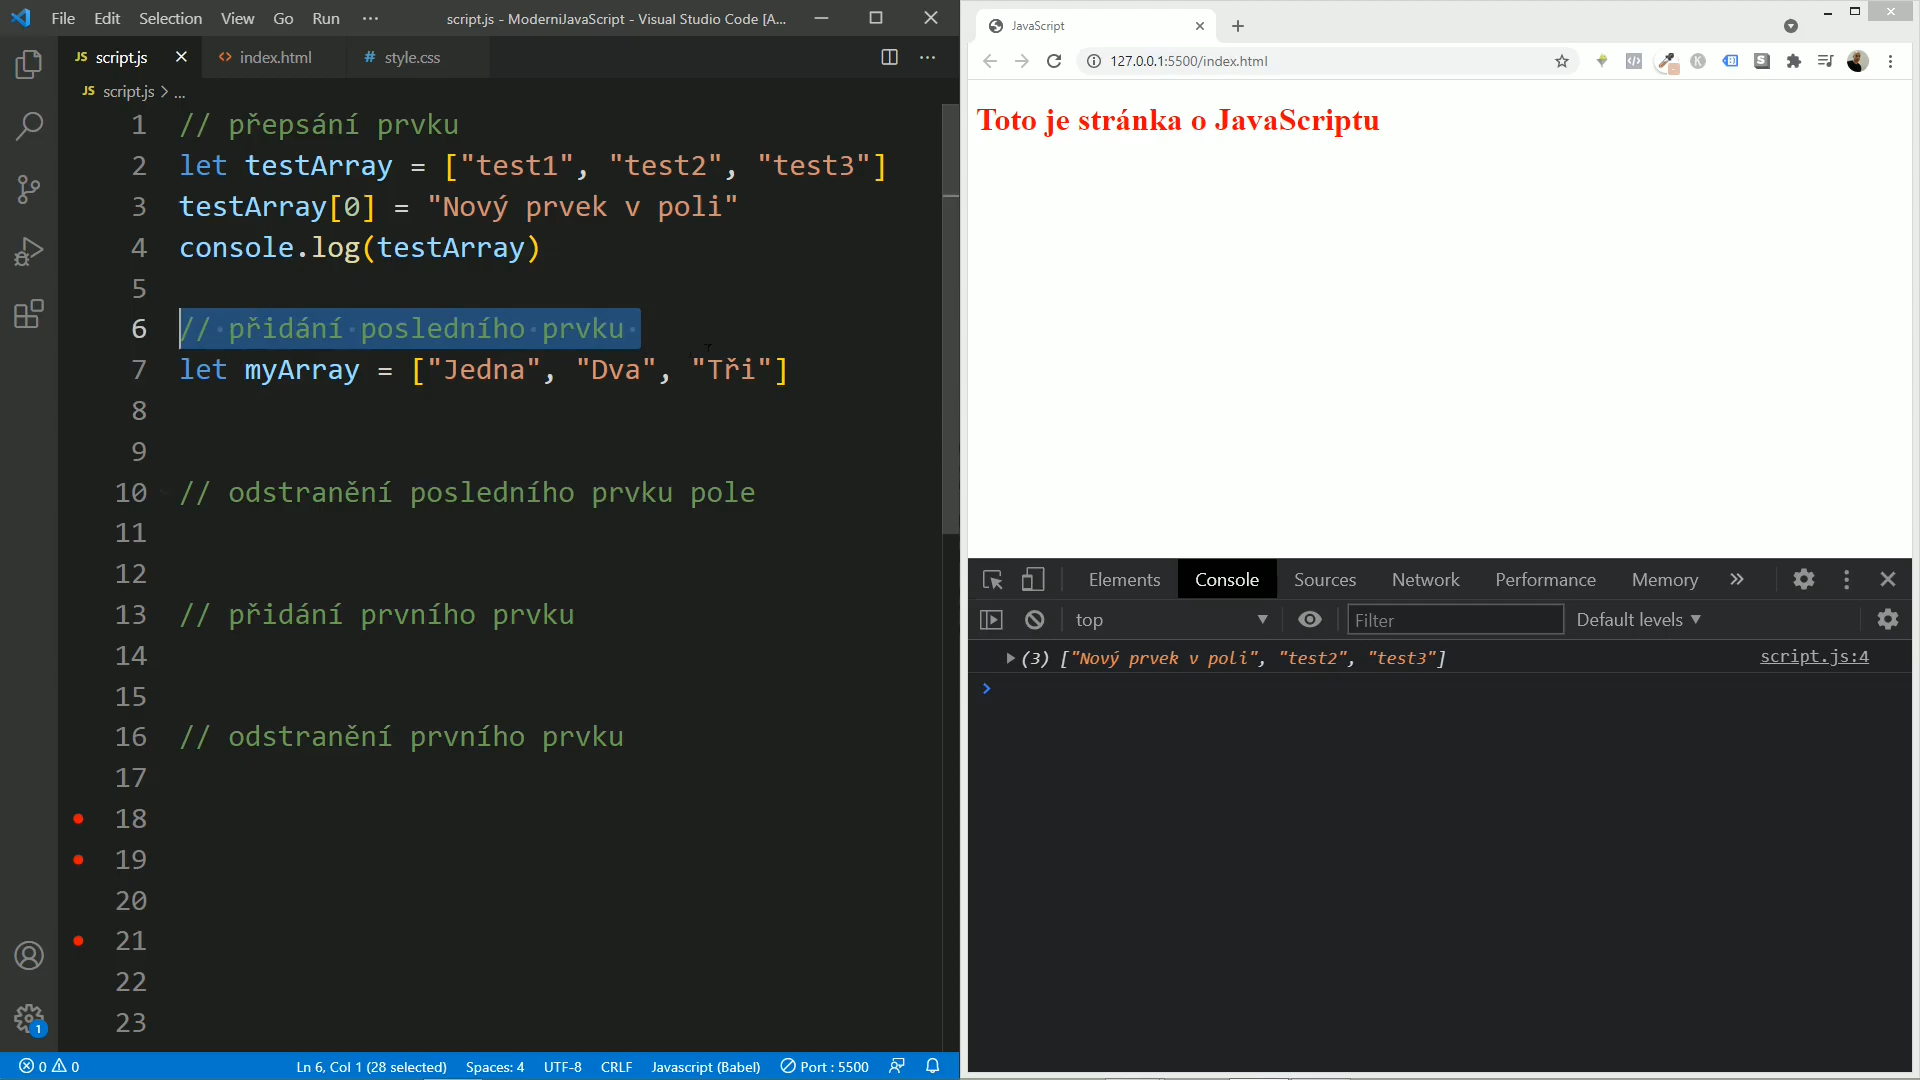 File Edit Selection View Go Run ··· script.js - ModerniJavaScript - Visual Studio Code [A...
JS script.js index.html # style.css
JS script.js > ...
1 // přepsání prvku
2 let testArray = ["test1", "test2", "test3"]
3 testArray[0] = "Nový prvek v poli"
4 console.log(testArray)
5
6 // přidání posledního prvku
7 let myArray = ["Jedna", "Dva", "Tři"]
8
9
10 // odstranění posledního prvku pole
11
12
13 // přidání prvního prvku
14
15
16 // odstranění prvního prvku
17
18
19
20
21
22
23
1
0 0 Ln 6, Col 1 (28 selected) Spaces: 4 UTF-8 CRLF Javascript (Babel) Port : 5500
JavaScript
127.0.0.1:5500/index.html
Toto je stránka o JavaScriptu
Elements Console Sources Network Performance Memory »
top Filter Default levels
(3) ["Nový prvek v poli", "test2", "test3"] script.js:4